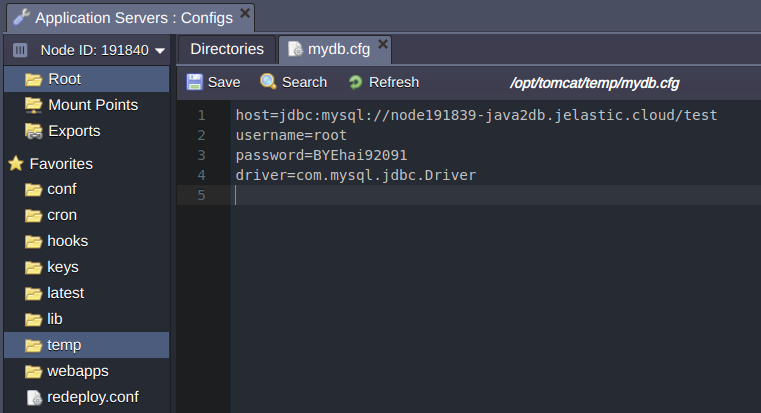 Application Servers : Configs
Node ID: 191840
Directories
mydb.cfg
Root
Mount Points
Exports
Favorites
conf
cron
hooks
keys
latest
lib
temp
webapps
redeploy.conf
Save
Search
Refresh
/opt/tomcat/temp/mydb.cfg
1 host=jdbc:mysql://node191839-java2db.jelastic.cloud/test
2 username=root
3 password=BYEhai92091
4 driver=com.mysql.jdbc.Driver
5